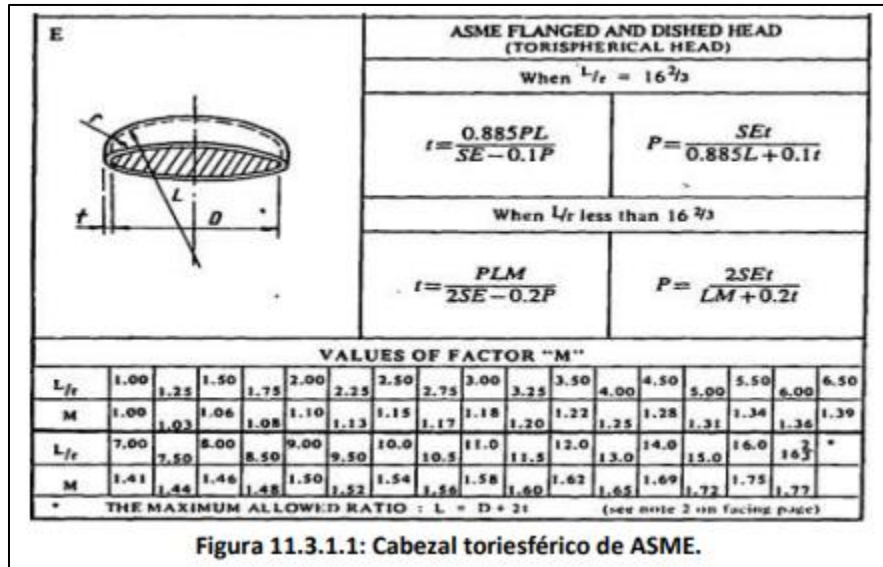 E
ASME FLANGED AND DISHED HEAD
(TORISPHERICAL HEAD)
When L/r = 16 2/3
t = 0.885PL / SE − 0.1P
P = SEt / 0.885L + 0.1t
r
L
t
D
When L/r less than 16 2/3
t = PLM / 2SE − 0.2P
P = 2SEt / LM + 0.2t
VALUES OF FACTOR "M"
L/r 1.00 1.25 1.50 1.75 2.00 2.25 2.50 2.75 3.00 3.25 3.50 4.00 4.50 5.00 5.50 6.00 6.50
M 1.00 1.03 1.06 1.08 1.10 1.13 1.15 1.17 1.18 1.20 1.22 1.25 1.28 1.31 1.34 1.36 1.39
L/r 7.00 7.50 8.00 8.50 9.00 9.50 10.0 10.5 11.0 11.5 12.0 13.0 14.0 15.0 16.0 16 2/3 *
M 1.41 1.44 1.46 1.48 1.50 1.52 1.54 1.56 1.58 1.60 1.62 1.65 1.69 1.72 1.75 1.77
* THE MAXIMUM ALLOWED RATIO : L = D + 2t (see note 2 on facing page)
Figura 11.3.1.1: Cabezal toriesférico de ASME.